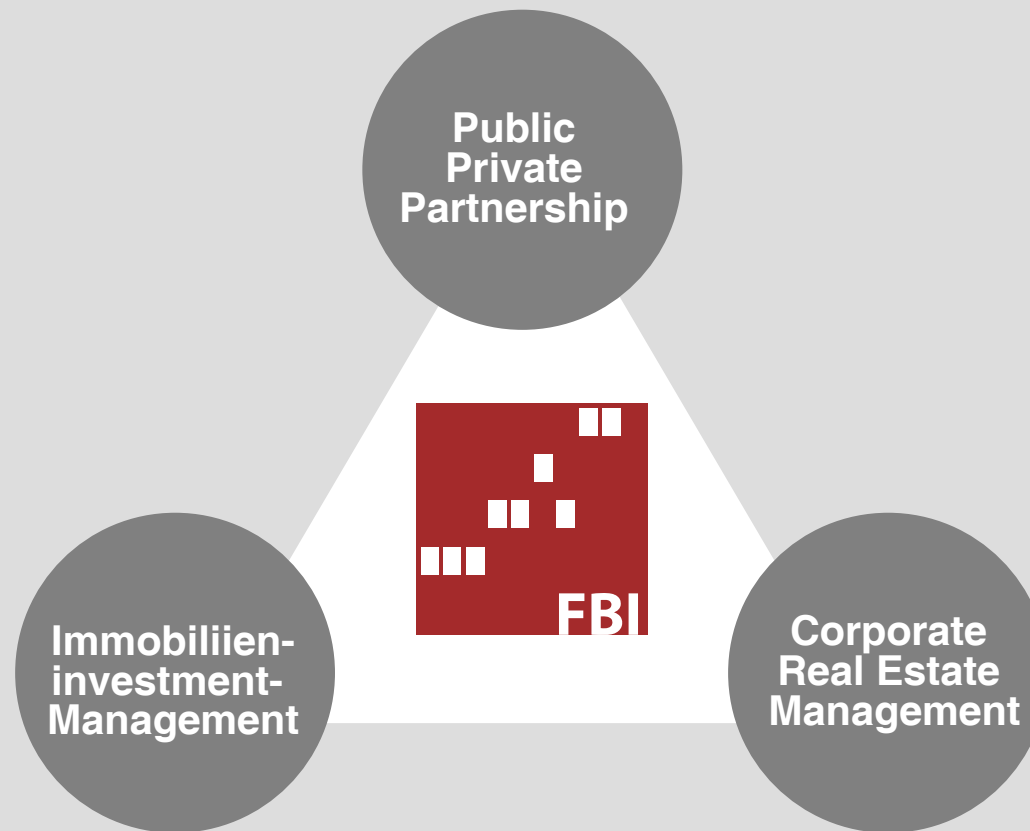 Public
Private
Partnership
FBI
Immobiliien-
investment-
Management
Corporate
Real Estate
Management